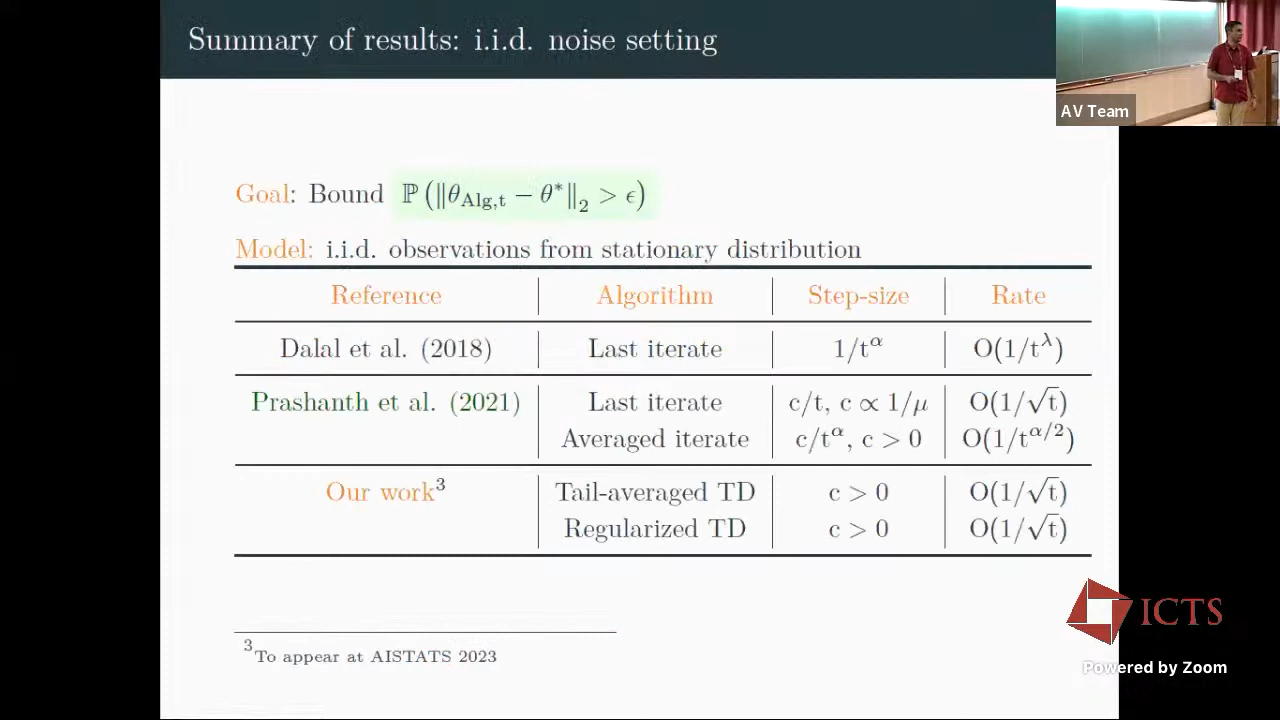 Summary of results: i.i.d. noise setting
AV Team
Goal: Bound ℙ(‖θ_Alg,t − θ*‖₂ > ϵ)
Model: i.i.d. observations from stationary distribution
Reference Algorithm Step-size Rate
Dalal et al. (2018) Last iterate 1/t^α O(1/t^λ)
Prashanth et al. (2021) Last iterate c/t, c ∝ 1/μ O(1/√t)
Averaged iterate c/t^α, c > 0 O(1/t^(α/2))
Our work³ Tail-averaged TD c > 0 O(1/√t)
Regularized TD c > 0 O(1/√t)
ICTS
³To appear at AISTATS 2023
Powered by Zoom